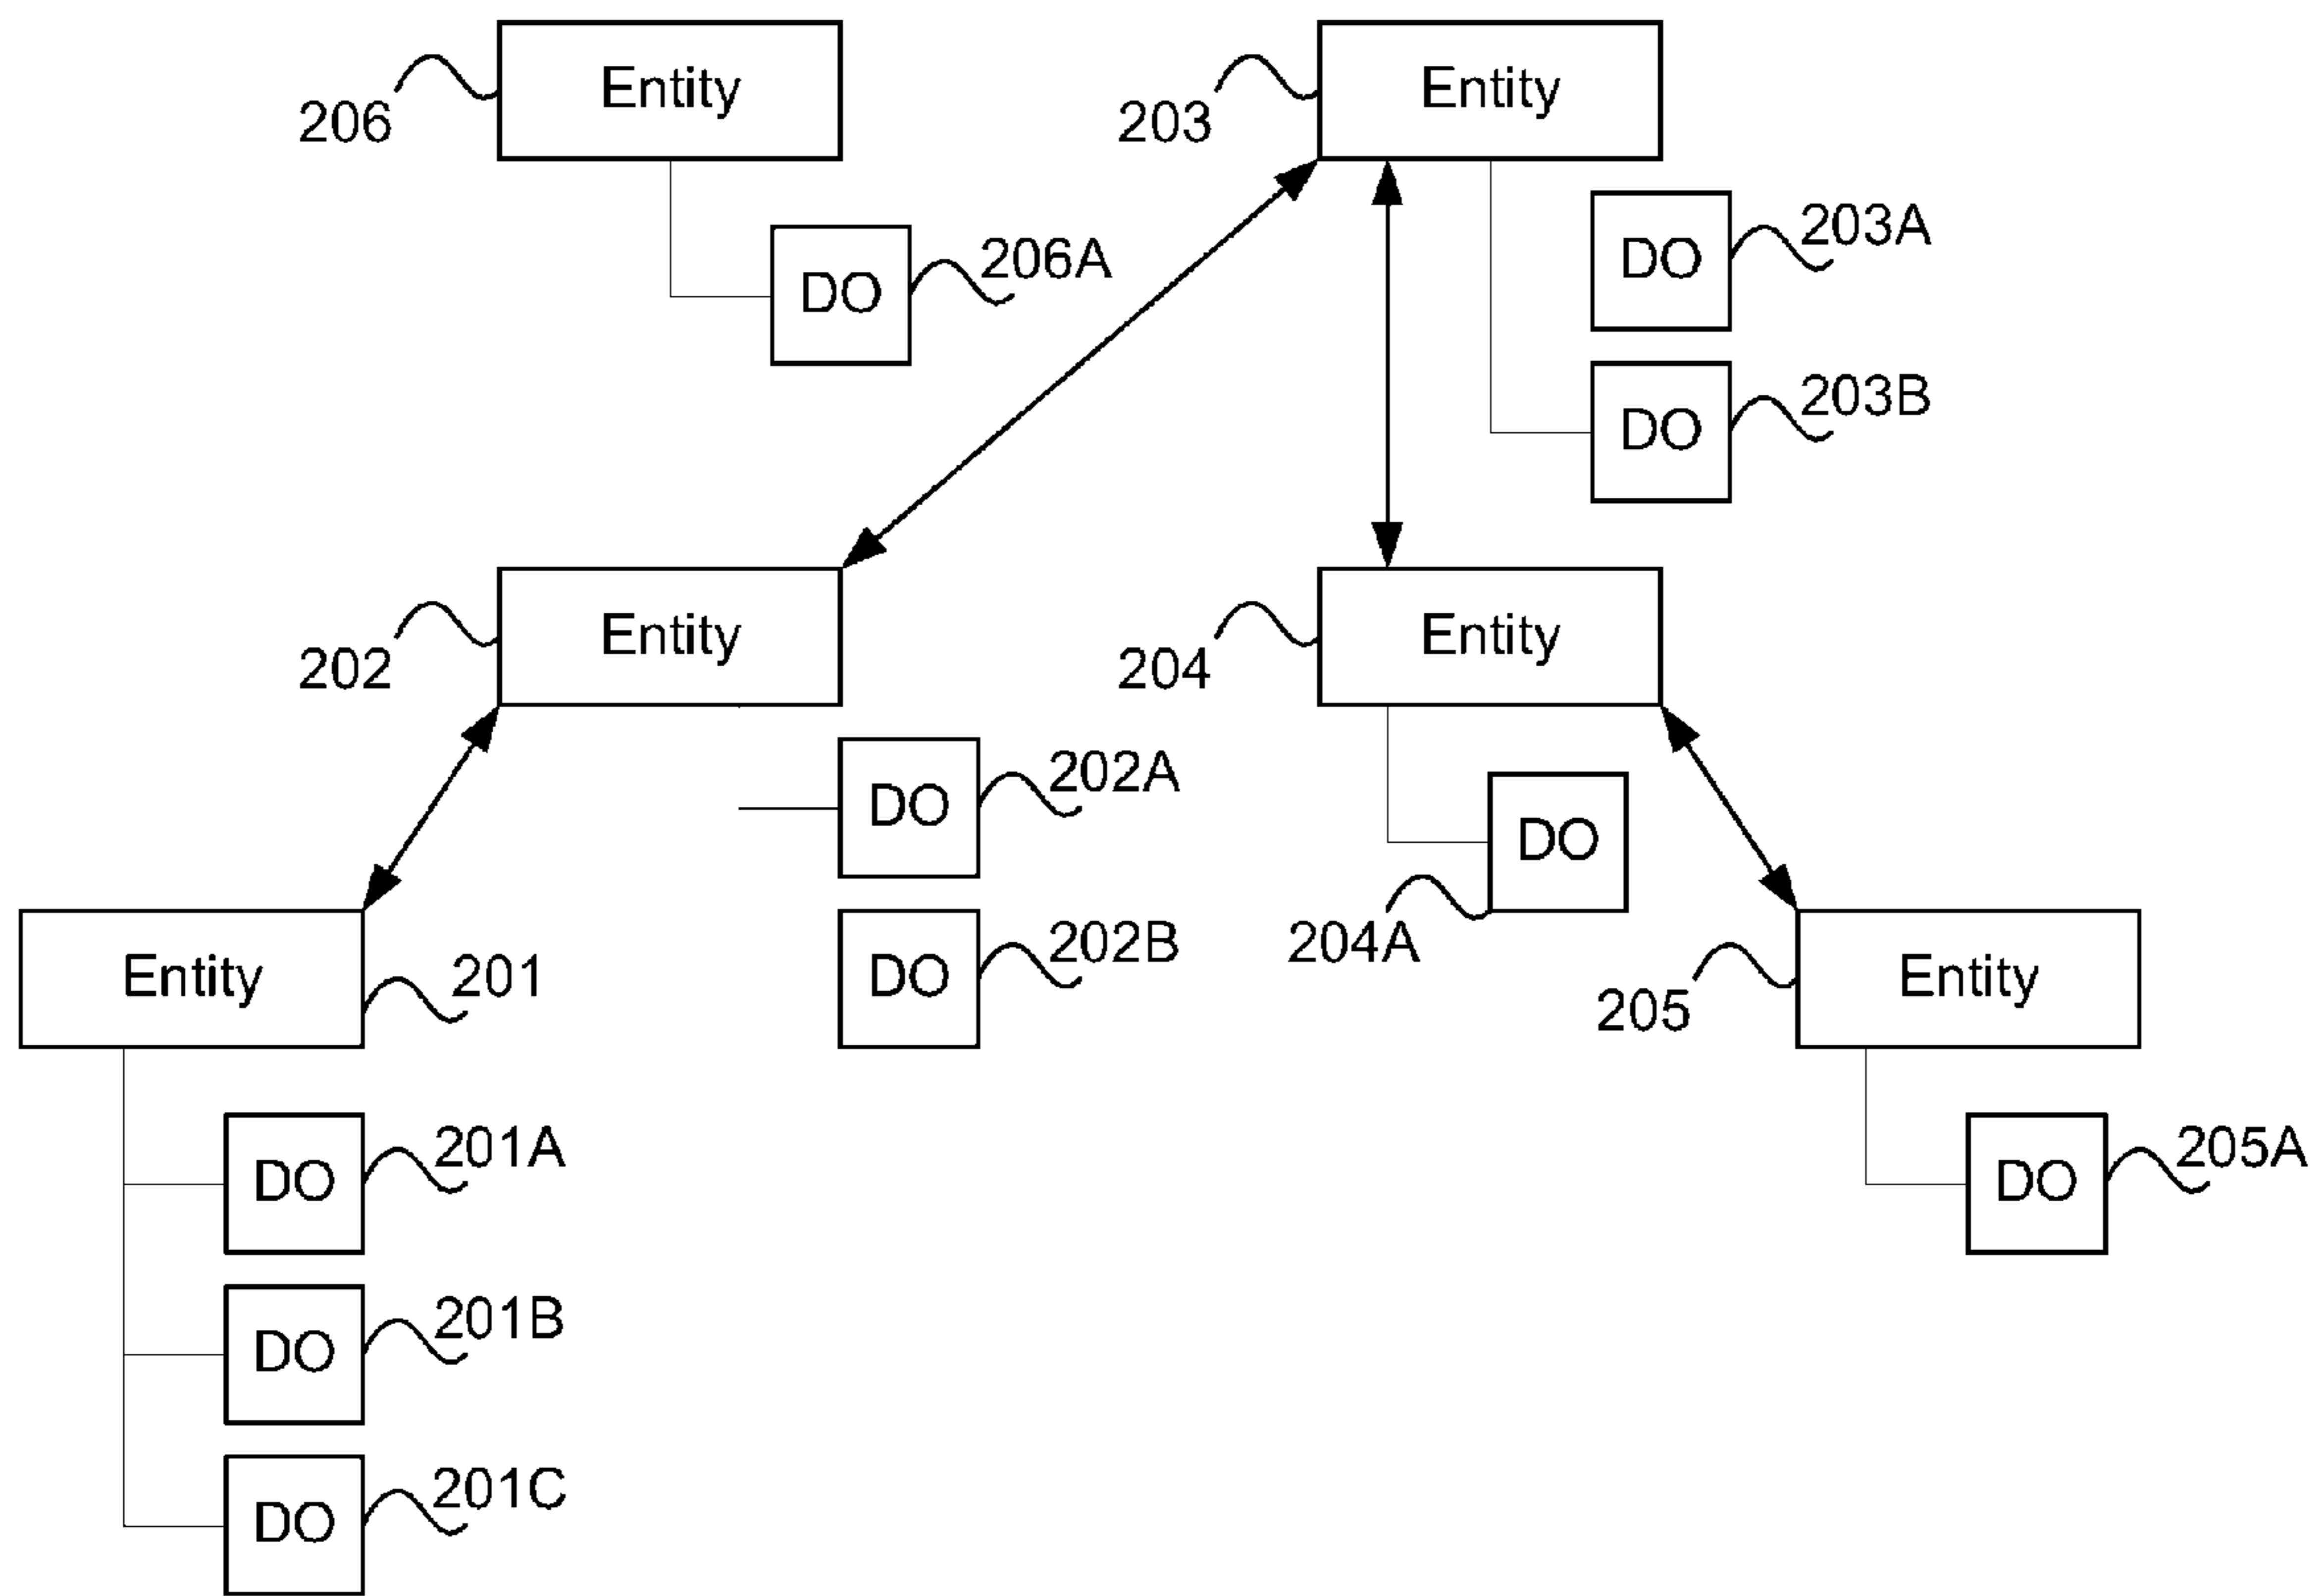 Entity
206
Entity
203
DO
206A
DO
203A
DO
203B
Entity
202
Entity
204
DO
202A
DO
204A
DO
202B
Entity
201
Entity
205
DO
201A
DO
205A
DO
201B
DO
201C